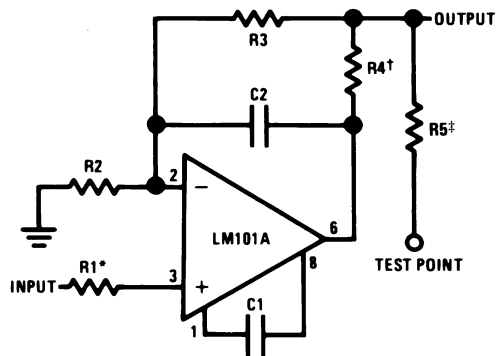 R3
OUTPUT
R4†
C2
R5‡
R2
2
−
LM101A
6
TEST POINT
8
INPUT
R1*
3
+
1
C1